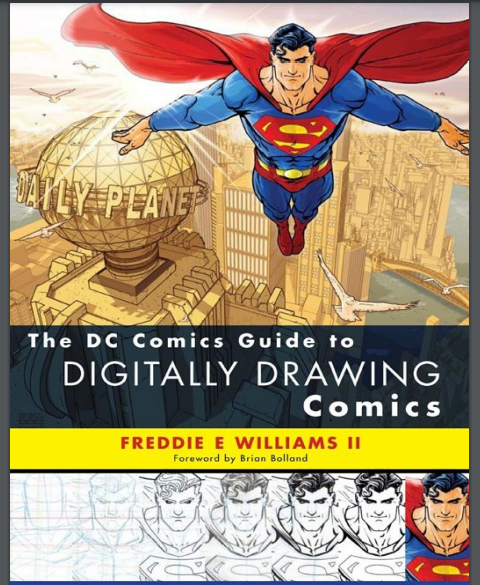 DAILY PLANET
The DC Comics Guide to
DIGITALLY DRAWING
Comics
FREDDIE E WILLIAMS II
Foreword by Brian Bolland